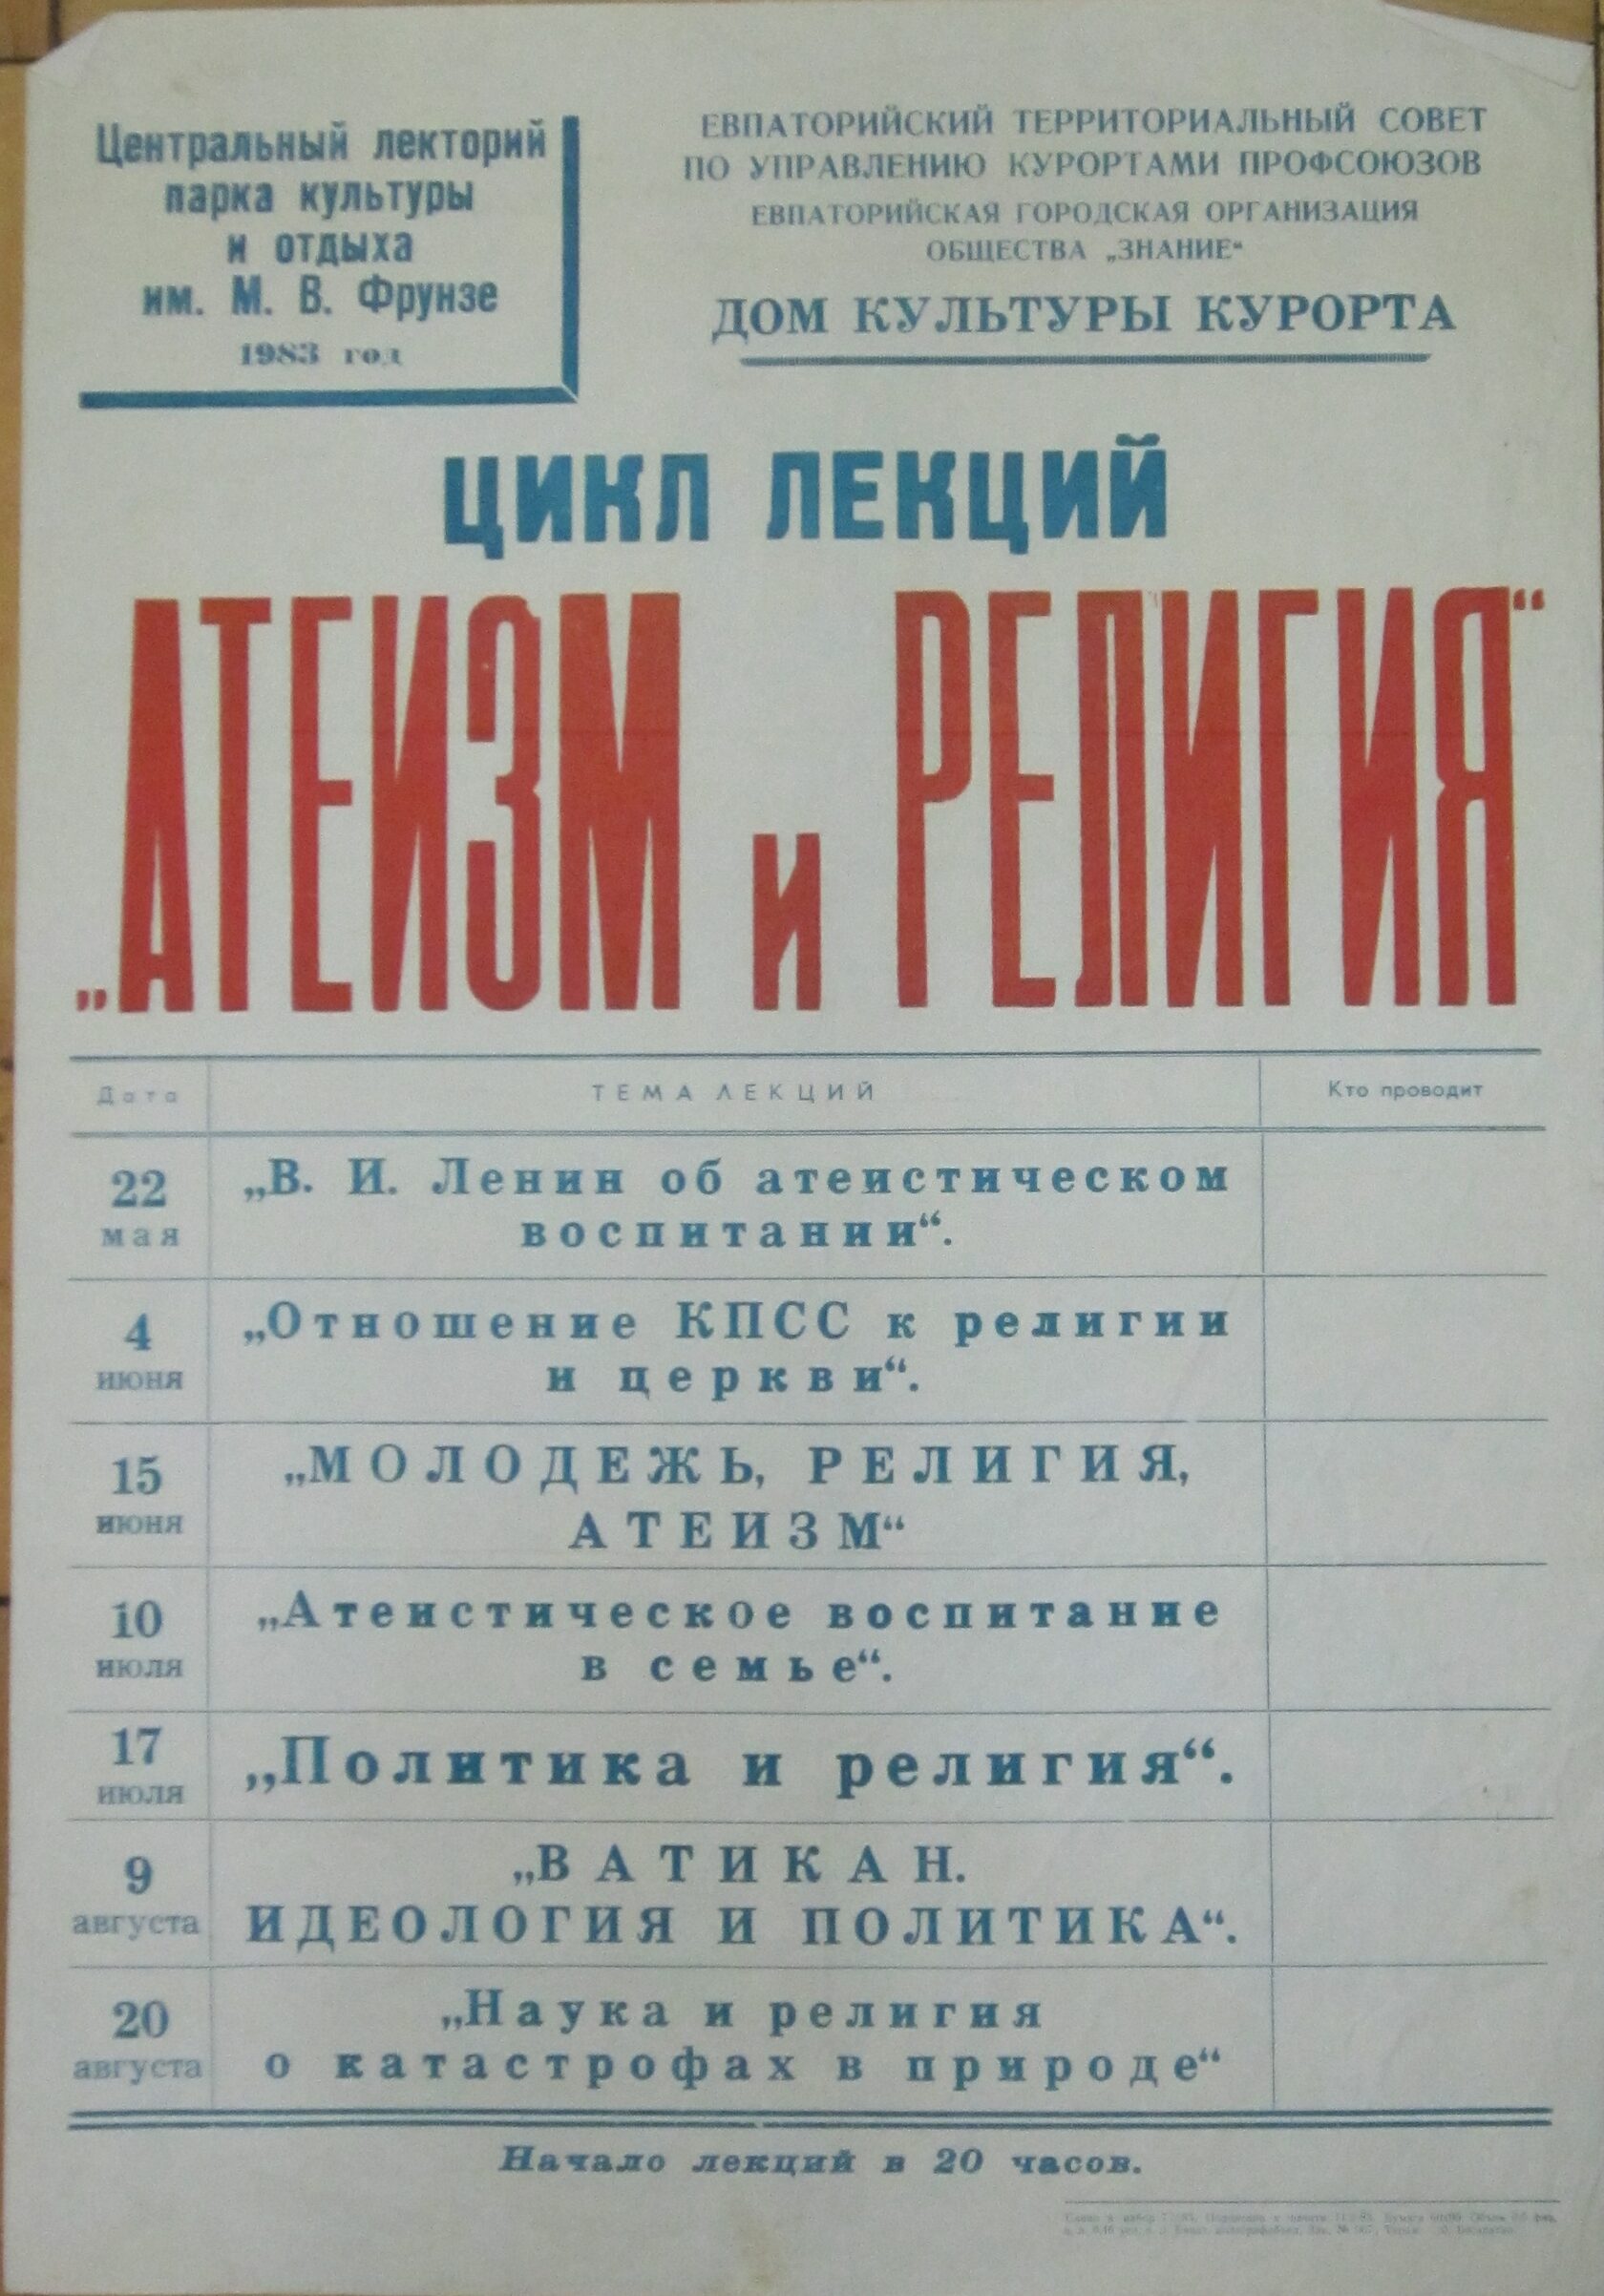 Центральный лекторий
парка культуры
и отдыха
им. М. В. Фрунзе
1983 год
ЕВПАТОРИЙСКИЙ ТЕРРИТОРИАЛЬНЫЙ СОВЕТ
ПО УПРАВЛЕНИЮ КУРОРТАМИ ПРОФСОЮЗОВ
ЕВПАТОРИЙСКАЯ ГОРОДСКАЯ ОРГАНИЗАЦИЯ
ОБЩЕСТВА „ЗНАНИЕ“
ДОМ КУЛЬТУРЫ КУРОРТА
ЦИКЛ ЛЕКЦИЙ
„АТЕИЗМ и РЕЛИГИЯ“
Дата
ТЕМА ЛЕКЦИЙ
Кто проводит
22
мая
„В. И. Ленин об атеистическом
воспитании“.
4
июня
„Отношение КПСС к религии
и церкви“.
15
июня
„МОЛОДЕЖЬ, РЕЛИГИЯ,
АТЕИЗМ“
10
июля
„Атеистическое воспитание
в семье“.
17
июля
„Политика и религия“.
9
августа
„ВАТИКАН.
ИДЕОЛОГИЯ И ПОЛИТИКА“.
20
августа
„Наука и религия
о катастрофах в природе“
Начало лекций в 20 часов.